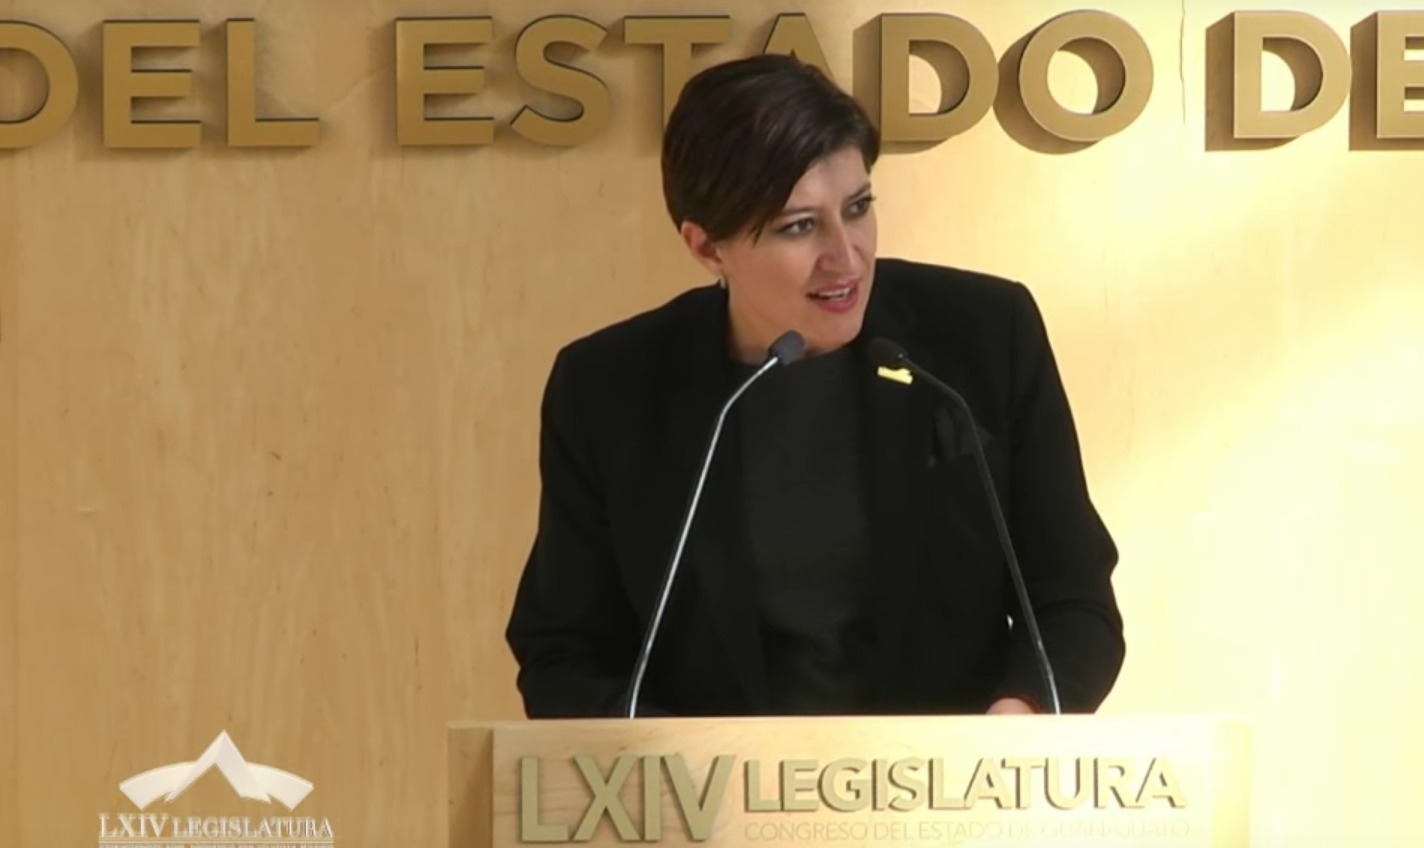 DEL ESTADO DE
LXIV LEGISLATURA
CONGRESO DEL ESTADO DE GUANAJUATO
LXIV LEGISLATURA